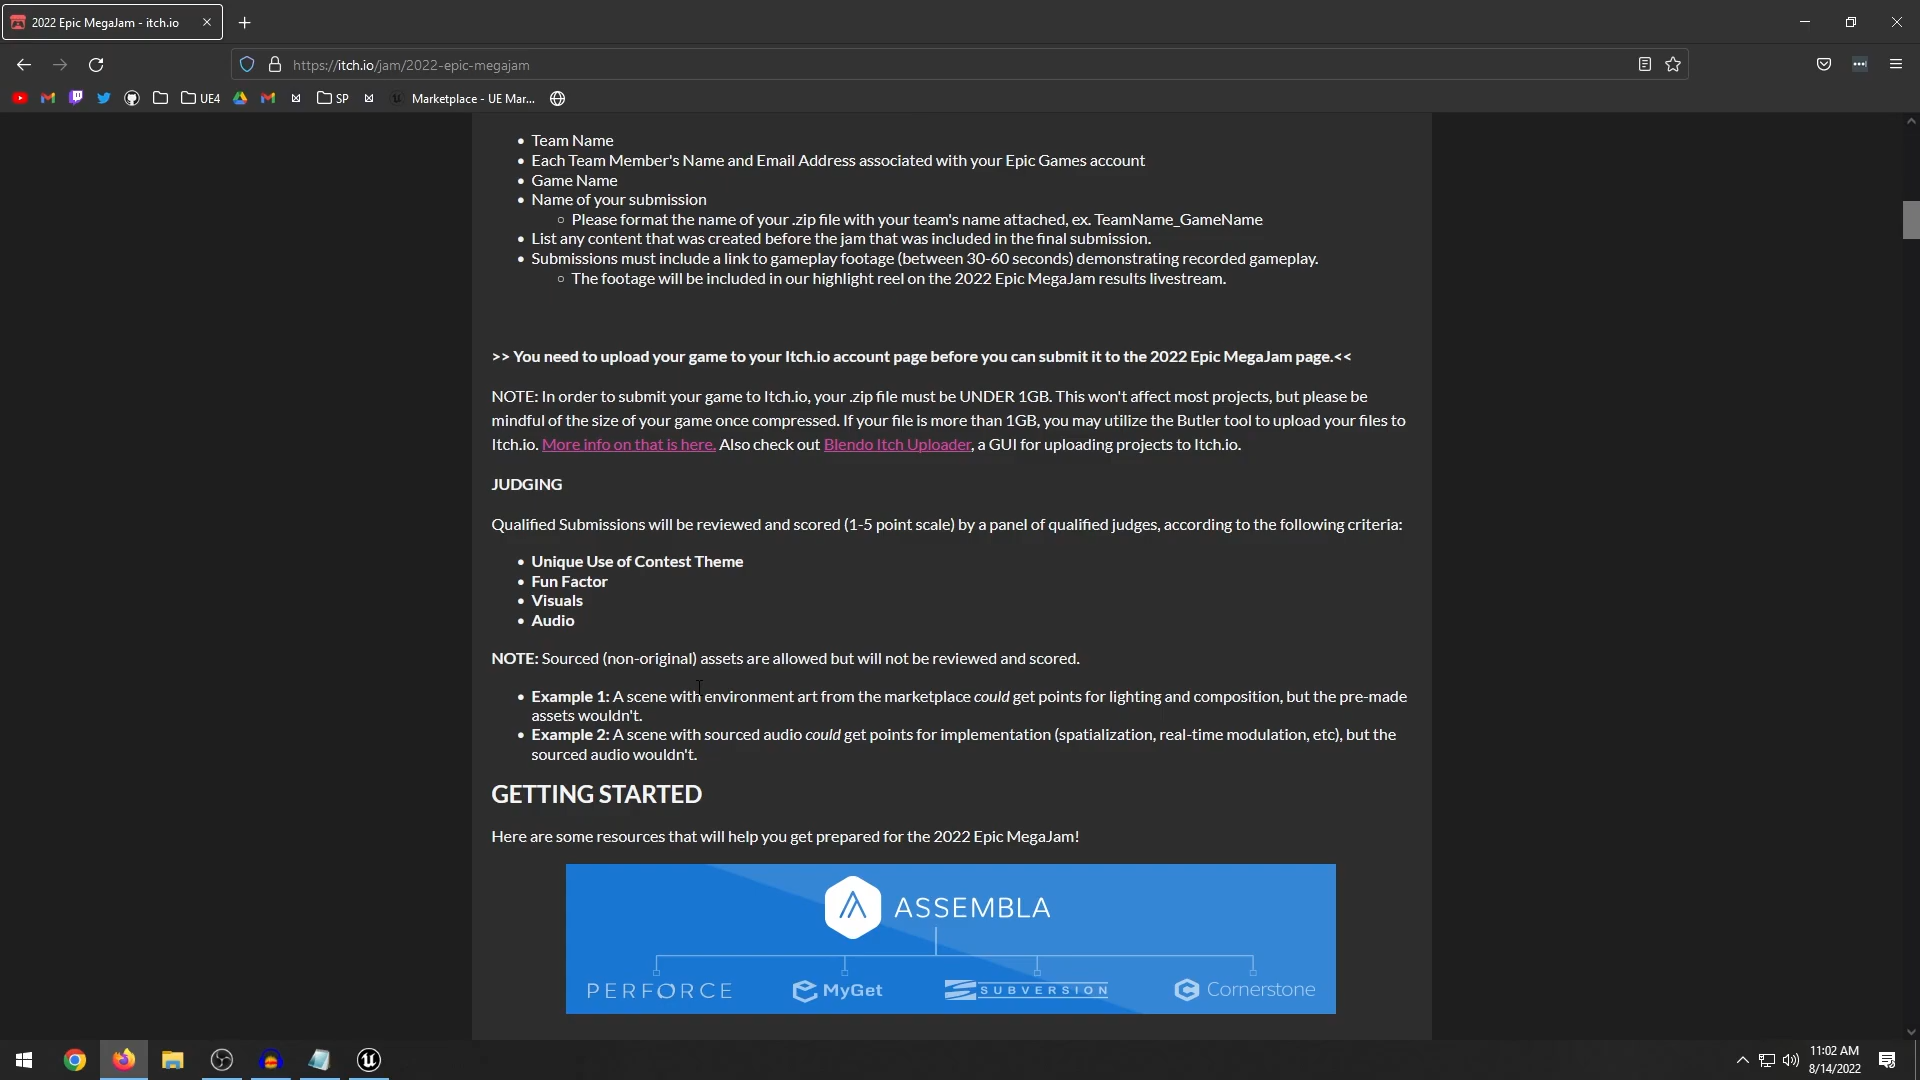 2022 Epic MegaJam - itch.io
https://itch.io/jam/2022-epic-megajam
UE4
SP
Marketplace - UE Mar...
Team Name
Each Team Member's Name and Email Address associated with your Epic Games account
Game Name
Name of your submission
Please format the name of your .zip file with your team's name attached, ex. TeamName_GameName
List any content that was created before the jam that was included in the final submission.
Submissions must include a link to gameplay footage (between 30-60 seconds) demonstrating recorded gameplay.
The footage will be included in our highlight reel on the 2022 Epic MegaJam results livestream.
>> You need to upload your game to your Itch.io account page before you can submit it to the 2022 Epic MegaJam page.<<
NOTE: In order to submit your game to Itch.io, your .zip file must be UNDER 1GB. This won't affect most projects, but please be
mindful of the size of your game once compressed. If your file is more than 1GB, you may utilize the Butler tool to upload your files to
Itch.io. More info on that is here. Also check out Blendo Itch Uploader, a GUI for uploading projects to Itch.io.
JUDGING
Qualified Submissions will be reviewed and scored (1-5 point scale) by a panel of qualified judges, according to the following criteria:
Unique Use of Contest Theme
Fun Factor
Visuals
Audio
NOTE: Sourced (non-original) assets are allowed but will not be reviewed and scored.
Example 1: A scene with environment art from the marketplace could get points for lighting and composition, but the pre-made
assets wouldn't.
Example 2: A scene with sourced audio could get points for implementation (spatialization, real-time modulation, etc), but the
sourced audio wouldn't.
GETTING STARTED
Here are some resources that will help you get prepared for the 2022 Epic MegaJam!
ASSEMBLA
PERFORCE
MyGet
SUBVERSION
Cornerstone
11:02 AM
8/14/2022